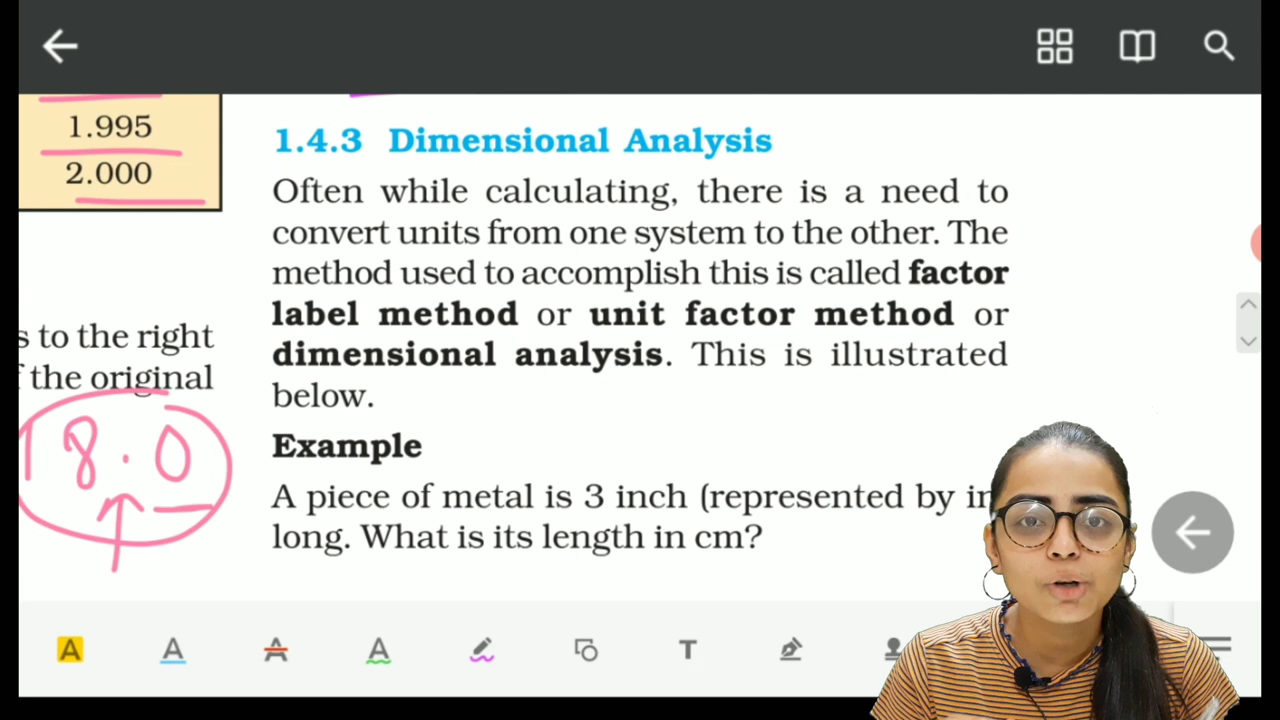 1.995
2.000
s to the right
the original
18.0
1.4.3 Dimensional Analysis
Often while calculating, there is a need to
convert units from one system to the other. The
method used to accomplish this is called factor
label method or unit factor method or
dimensional analysis. This is illustrated
below.
Example
A piece of metal is 3 inch (represented by in
long. What is its length in cm?
A
A
A
A
T